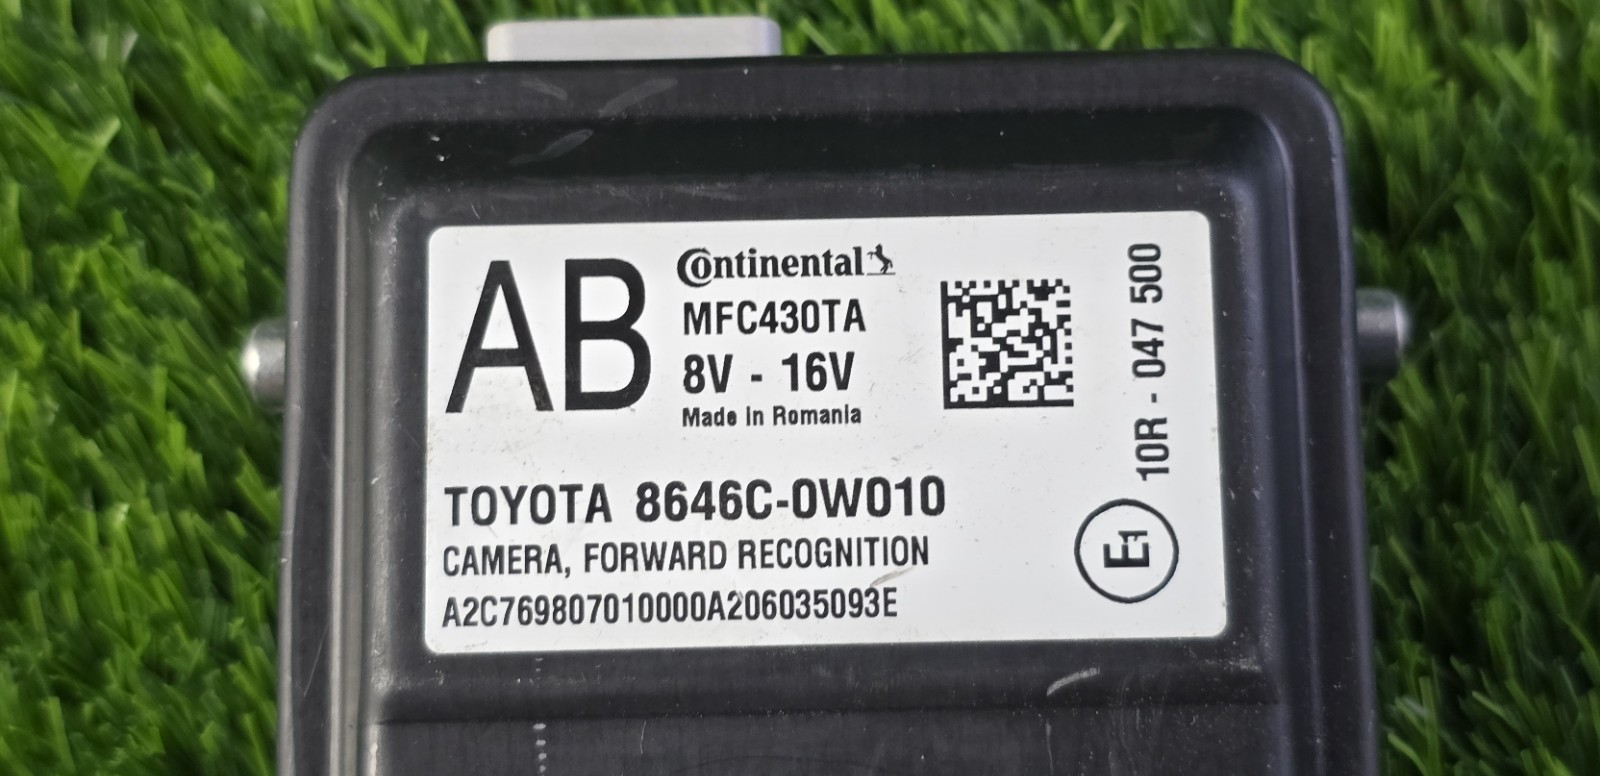 AB
Continental
MFC430TA
8V - 16V
Made in Romania
TOYOTA 8646C-0W010
CAMERA, FORWARD RECOGNITION
A2C769807010000A206035093E
10R - 047 500
E1